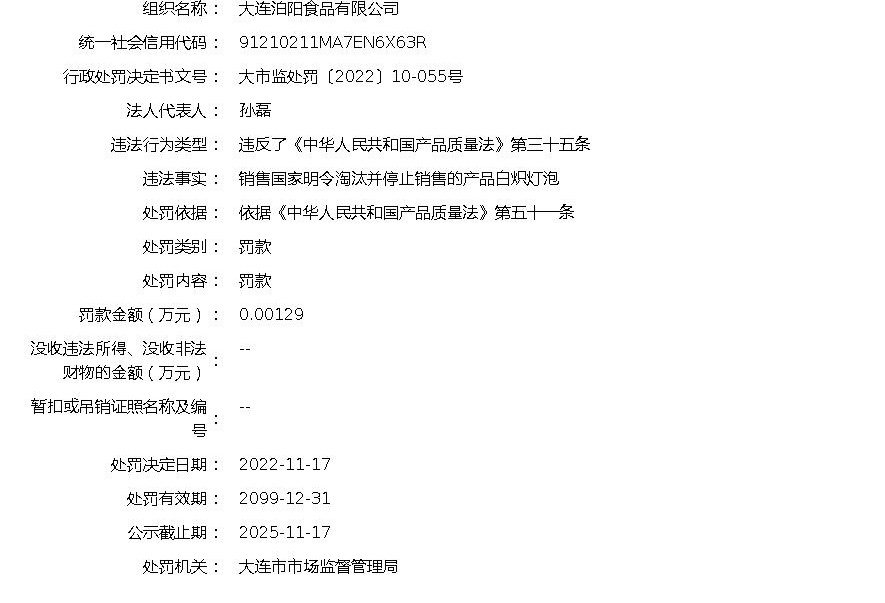 组织名称： 大连泊阳食品有限公司
统一社会信用代码： 91210211MA7EN6X63R
行政处罚决定书文号： 大市监处罚〔2022〕10-055号
法人代表人： 孙磊
违法行为类型： 违反了《中华人民共和国产品质量法》第三十五条
违法事实： 销售国家明令淘汰并停止销售的产品白炽灯泡
处罚依据： 依据《中华人民共和国产品质量法》第五十一条
处罚类别： 罚款
处罚内容： 罚款
罚款金额（万元）： 0.00129
没收违法所得、没收非法
财物的金额（万元）： --
暂扣或吊销证照名称及编
号： --
处罚决定日期： 2022-11-17
处罚有效期： 2099-12-31
公示截止期： 2025-11-17
处罚机关： 大连市市场监督管理局